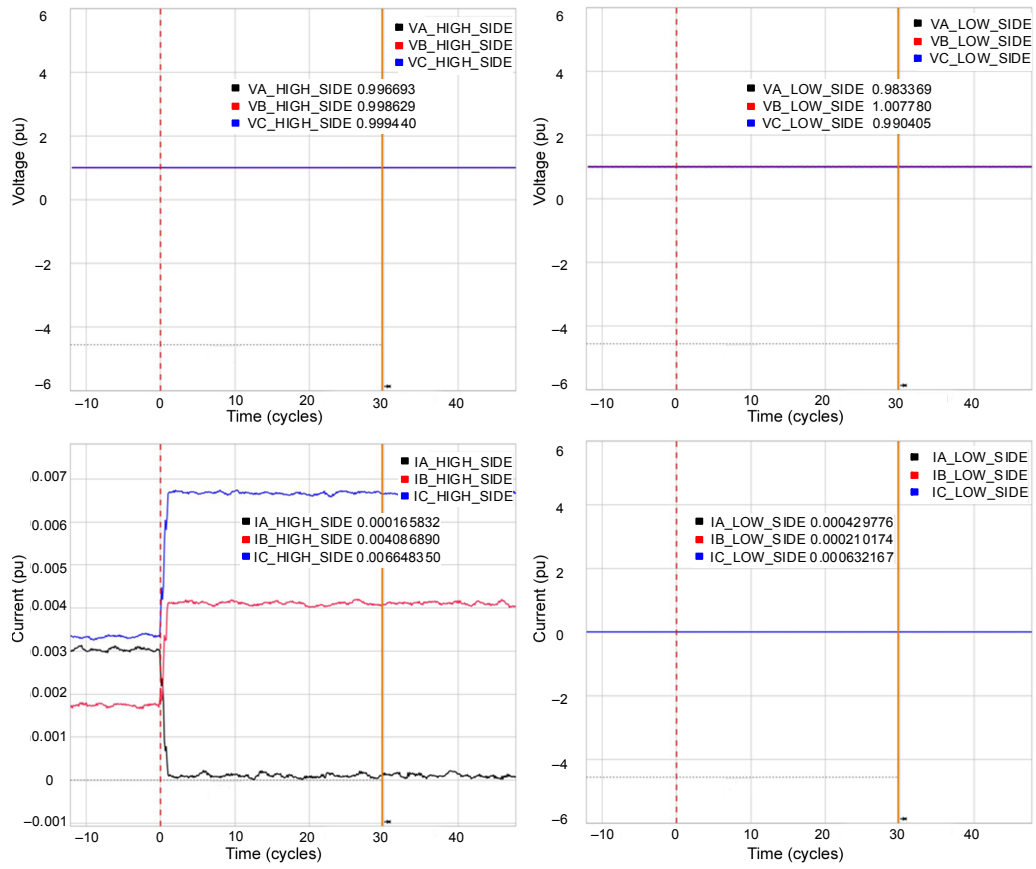 6
VA_HIGH_SIDE
VB_HIGH_SIDE
VC_HIGH_SIDE
4
VA_HIGH_SIDE 0.996693
VB_HIGH_SIDE 0.998629
VC_HIGH_SIDE 0.999440
2
0
–2
–4
–6
Voltage (pu)
–10 0 10 20 30 40
Time (cycles)
6
VA_LOW_SIDE
VB_LOW_SIDE
VC_LOW_SIDE
4
VA_LOW_SIDE 0.983369
VB_LOW_SIDE 1.007780
VC_LOW_SIDE 0.990405
2
0
–2
–4
–6
Voltage (pu)
–10 0 10 20 30 40
Time (cycles)
IA_HIGH_SIDE
IB_HIGH_SIDE
IC_HIGH_SIDE
0.007
0.006
IA_HIGH_SIDE 0.000165832
IB_HIGH_SIDE 0.004086890
IC_HIGH_SIDE 0.006648350
0.005
0.004
0.003
0.002
0.001
0
–0.001
Current (pu)
–10 0 10 20 30 40
Time (cycles)
6
IA_LOW_SIDE
IB_LOW_SIDE
IC_LOW_SIDE
4
IA_LOW_SIDE 0.000429776
IB_LOW_SIDE 0.000210174
IC_LOW_SIDE 0.000632167
2
0
–2
–4
–6
Current (pu)
–10 0 10 20 30 40
Time (cycles)